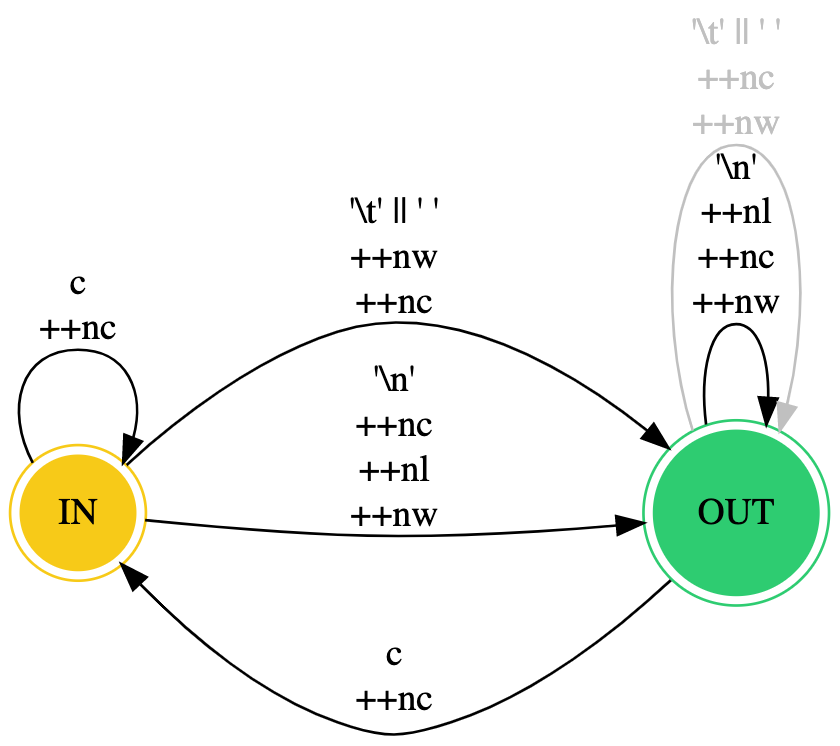 '\t' || ' '
++nc
++nw
'\n'
++nl
++nc
++nw
'\t' || ' '
++nw
++nc
c
++nc
'\n'
++nc
++nl
++nw
IN
OUT
c
++nc